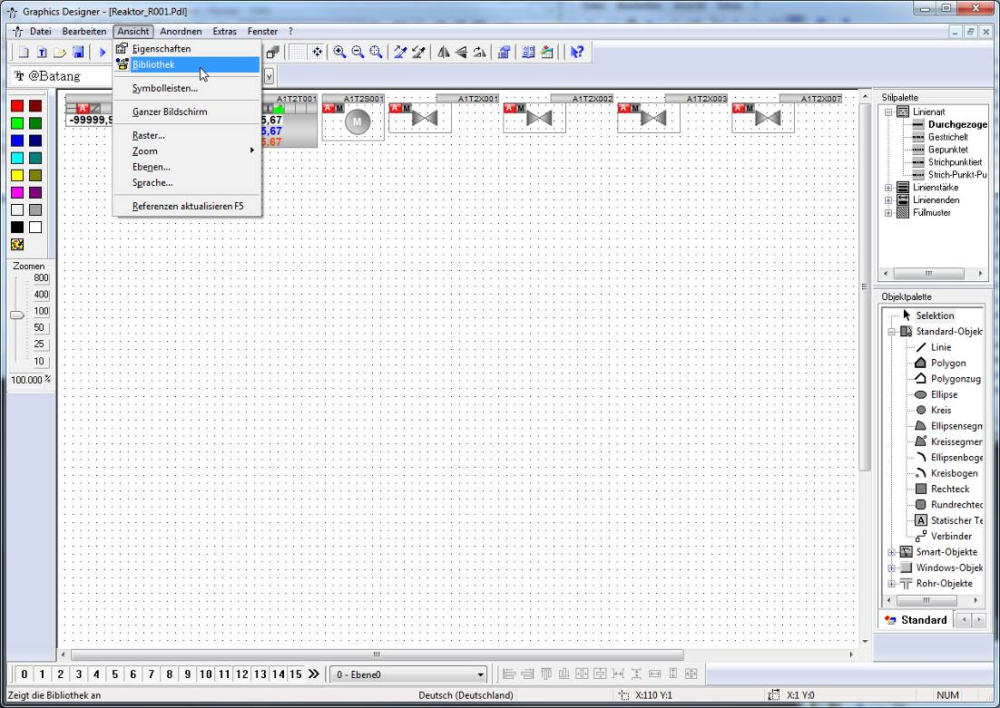 Graphics Designer - [Reaktor_R001.Pdl]
Datei Bearbeiten Ansicht Anordnen Extras Fenster ?
@Batang
Eigenschaften
Bibliothek
Symbolleisten...
Ganzer Bildschirm
Raster...
Zoom
Ebenen...
Sprache...
Referenzen aktualisieren F5
A1T2T001 A1T2S001 A1T2X001 A1T2X002 A1T2X003 A1T2X007
A A M A M A M A M A M
-99999,9 5,67
M
5,67
5,67
Zoomen
800
400
100
50
25
10
100.000 %
Stilpalette
Linienart
Durchgezoge
Gestrichelt
Gepunktet
Strichpunktiert
Strich-Punkt-Pu
Linienstärke
Linienenden
Füllmuster
Objektpalette
Selektion
Standard-Objek
Linie
Polygon
Polygonzug
Ellipse
Kreis
Ellipsensegm
Kreissegmer
Ellipsenboge
Kreisbogen
Rechteck
Rundrechtec
A Statischer Te
Verbinder
Smart-Objekte
Windows-Objek
Rohr-Objekte
Standard
0 1 2 3 4 5 6 7 8 9 10 11 12 13 14 15 0 - Ebene0
Zeigt die Bibliothek an Deutsch (Deutschland) X:110 Y:1 X:1 Y:0 NUM